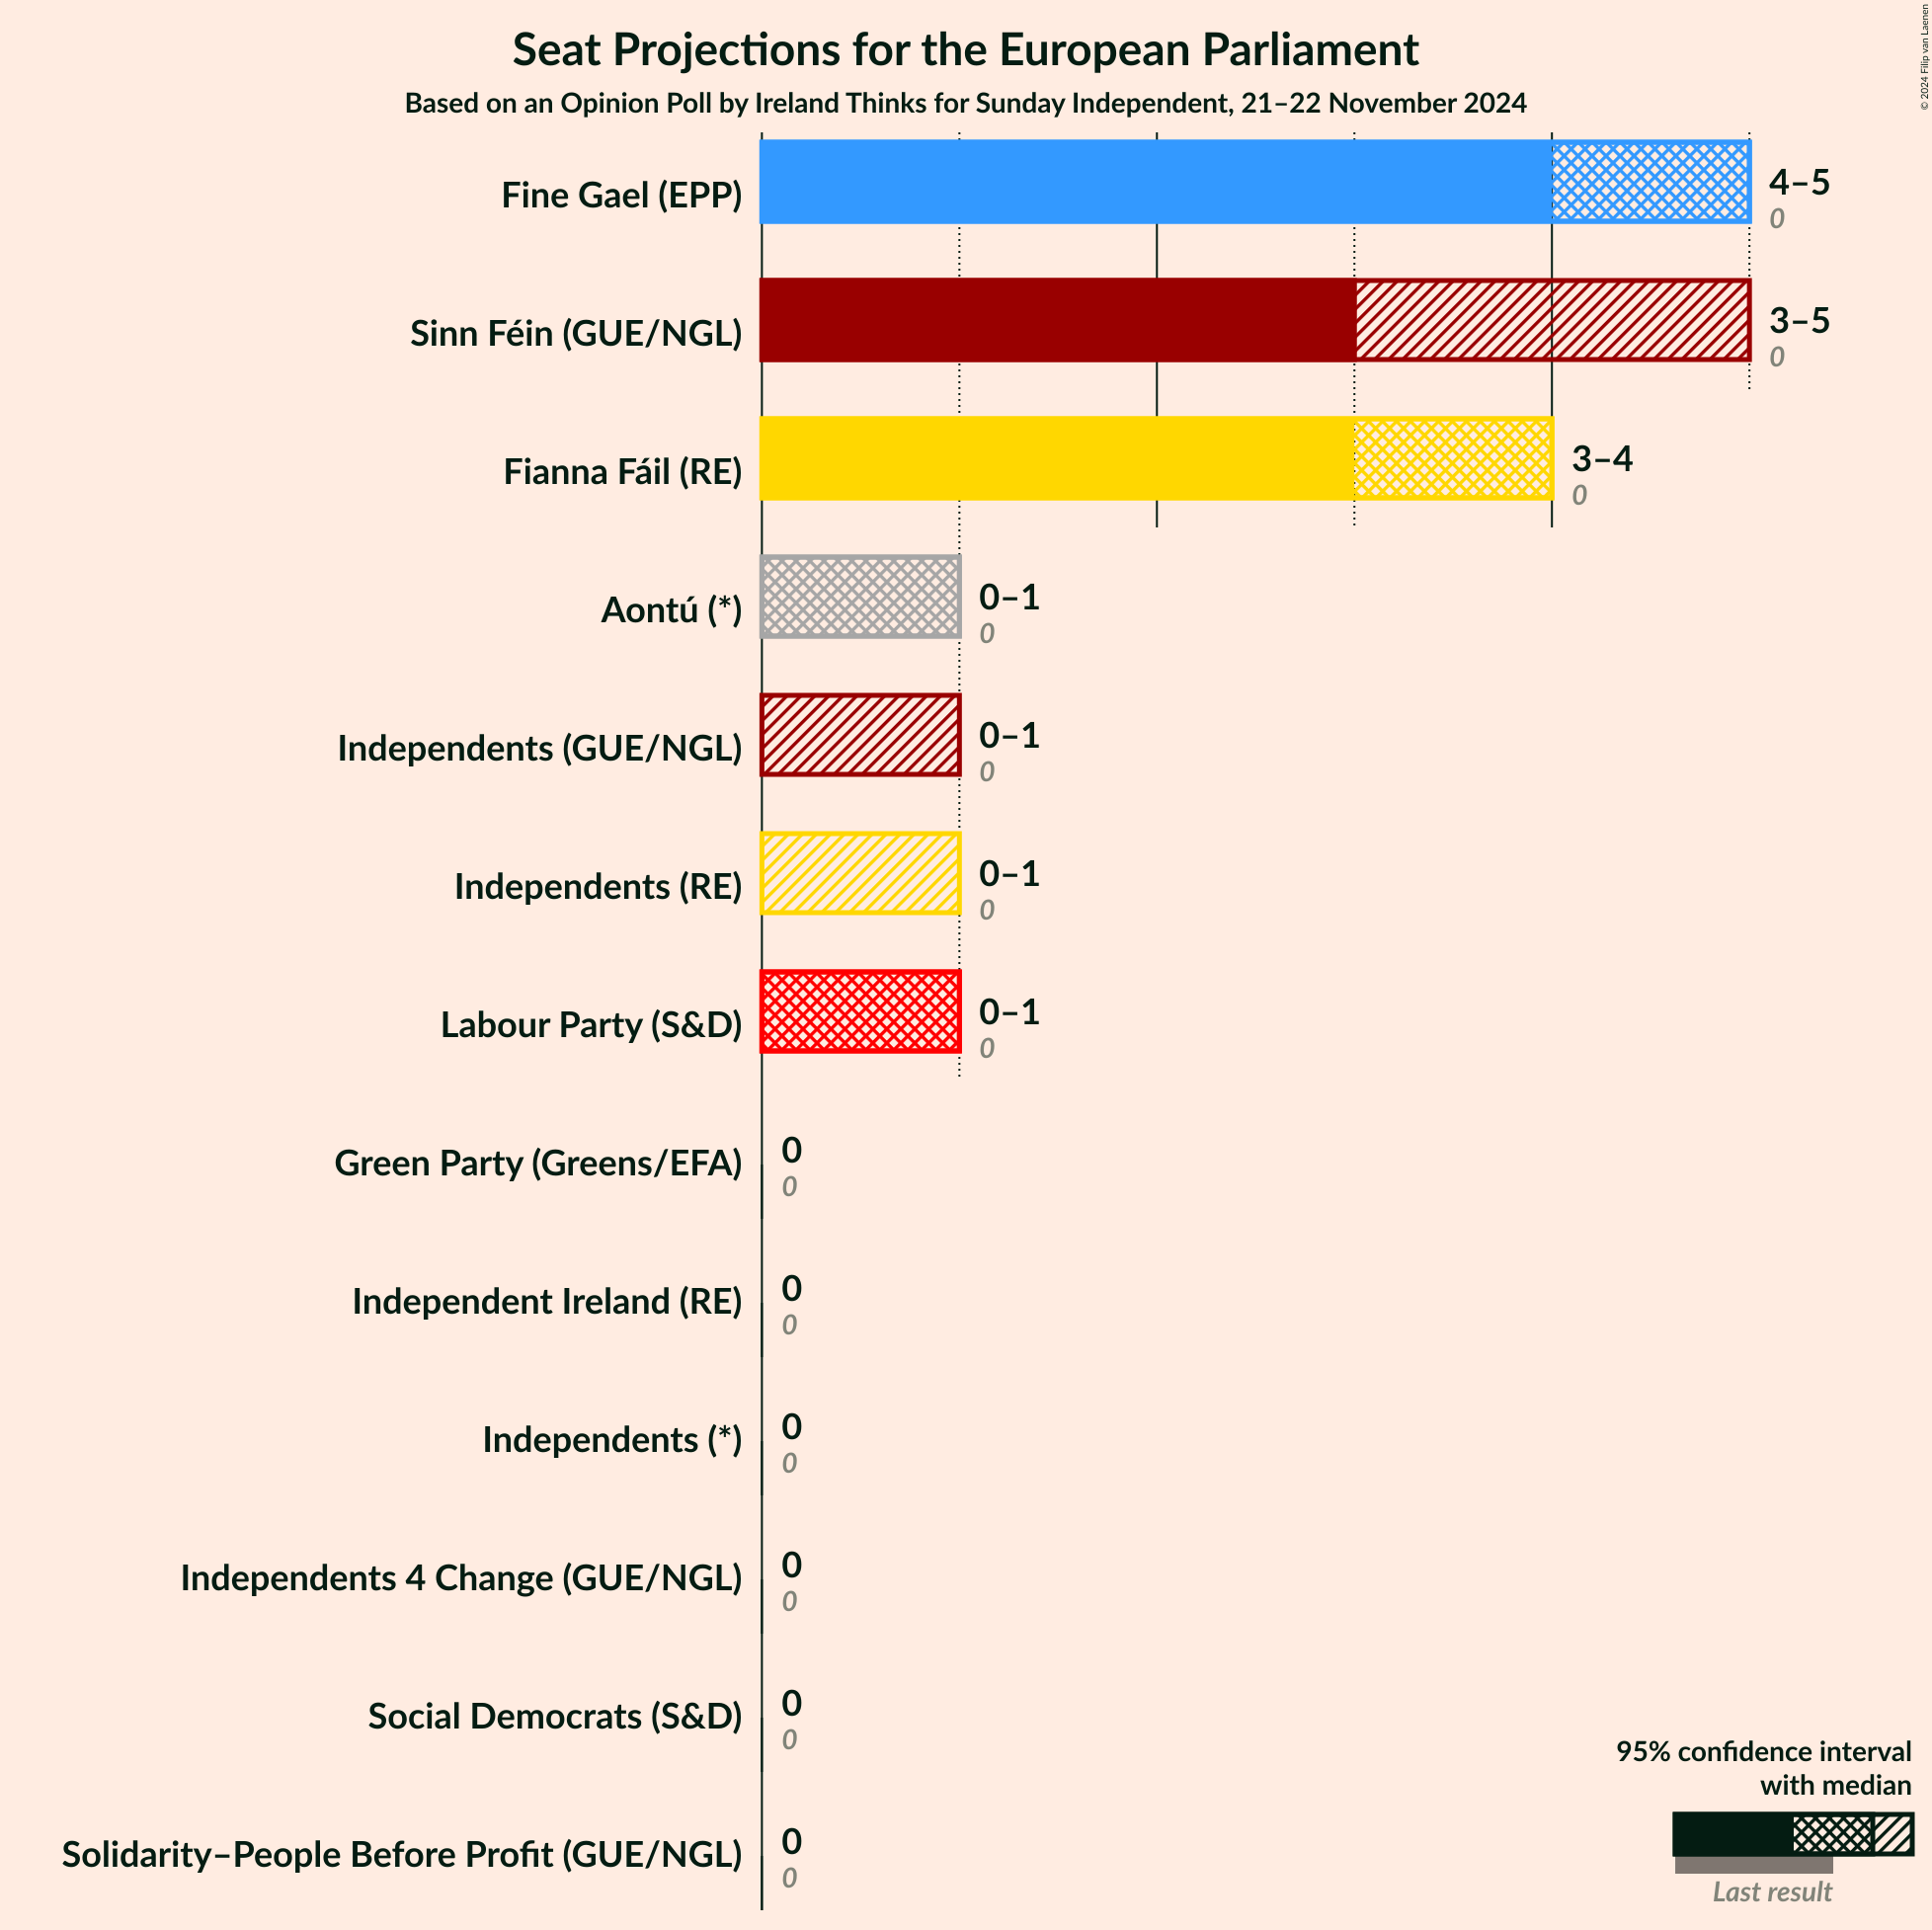 Seat Projections for the European Parliament
Based on an Opinion Poll by Ireland Thinks for Sunday Independent, 21–22 November 2024
© 2024 Filip van Laenen
Fine Gael (EPP)
4–5
0
Sinn Féin (GUE/NGL)
3–5
0
Fianna Fáil (RE)
3–4
0
Aontú (*)
0–1
0
Independents (GUE/NGL)
0–1
0
Independents (RE)
0–1
0
Labour Party (S&D)
0–1
0
Green Party (Greens/EFA)
0
0
Independent Ireland (RE)
0
0
Independents (*)
0
0
Independents 4 Change (GUE/NGL)
0
0
Social Democrats (S&D)
0
0
Solidarity–People Before Profit (GUE/NGL)
0
0
95% confidence interval
with median
Last result